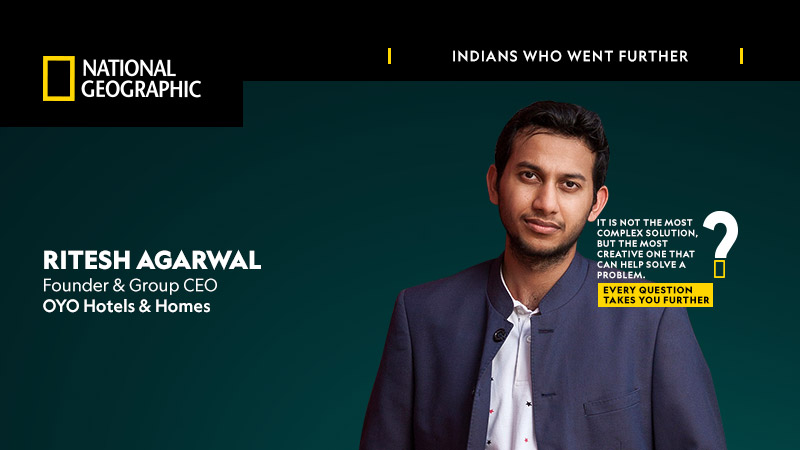 INDIANS WHO WENT FURTHER
NATIONAL
GEOGRAPHIC
RITESH AGARWAL
Founder & Group CEO
OYO Hotels & Homes
IT IS NOT THE MOST
COMPLEX SOLUTION,
BUT THE MOST
CREATIVE ONE THAT
CAN HELP SOLVE A
PROBLEM.
?
EVERY QUESTION
TAKES YOU FURTHER